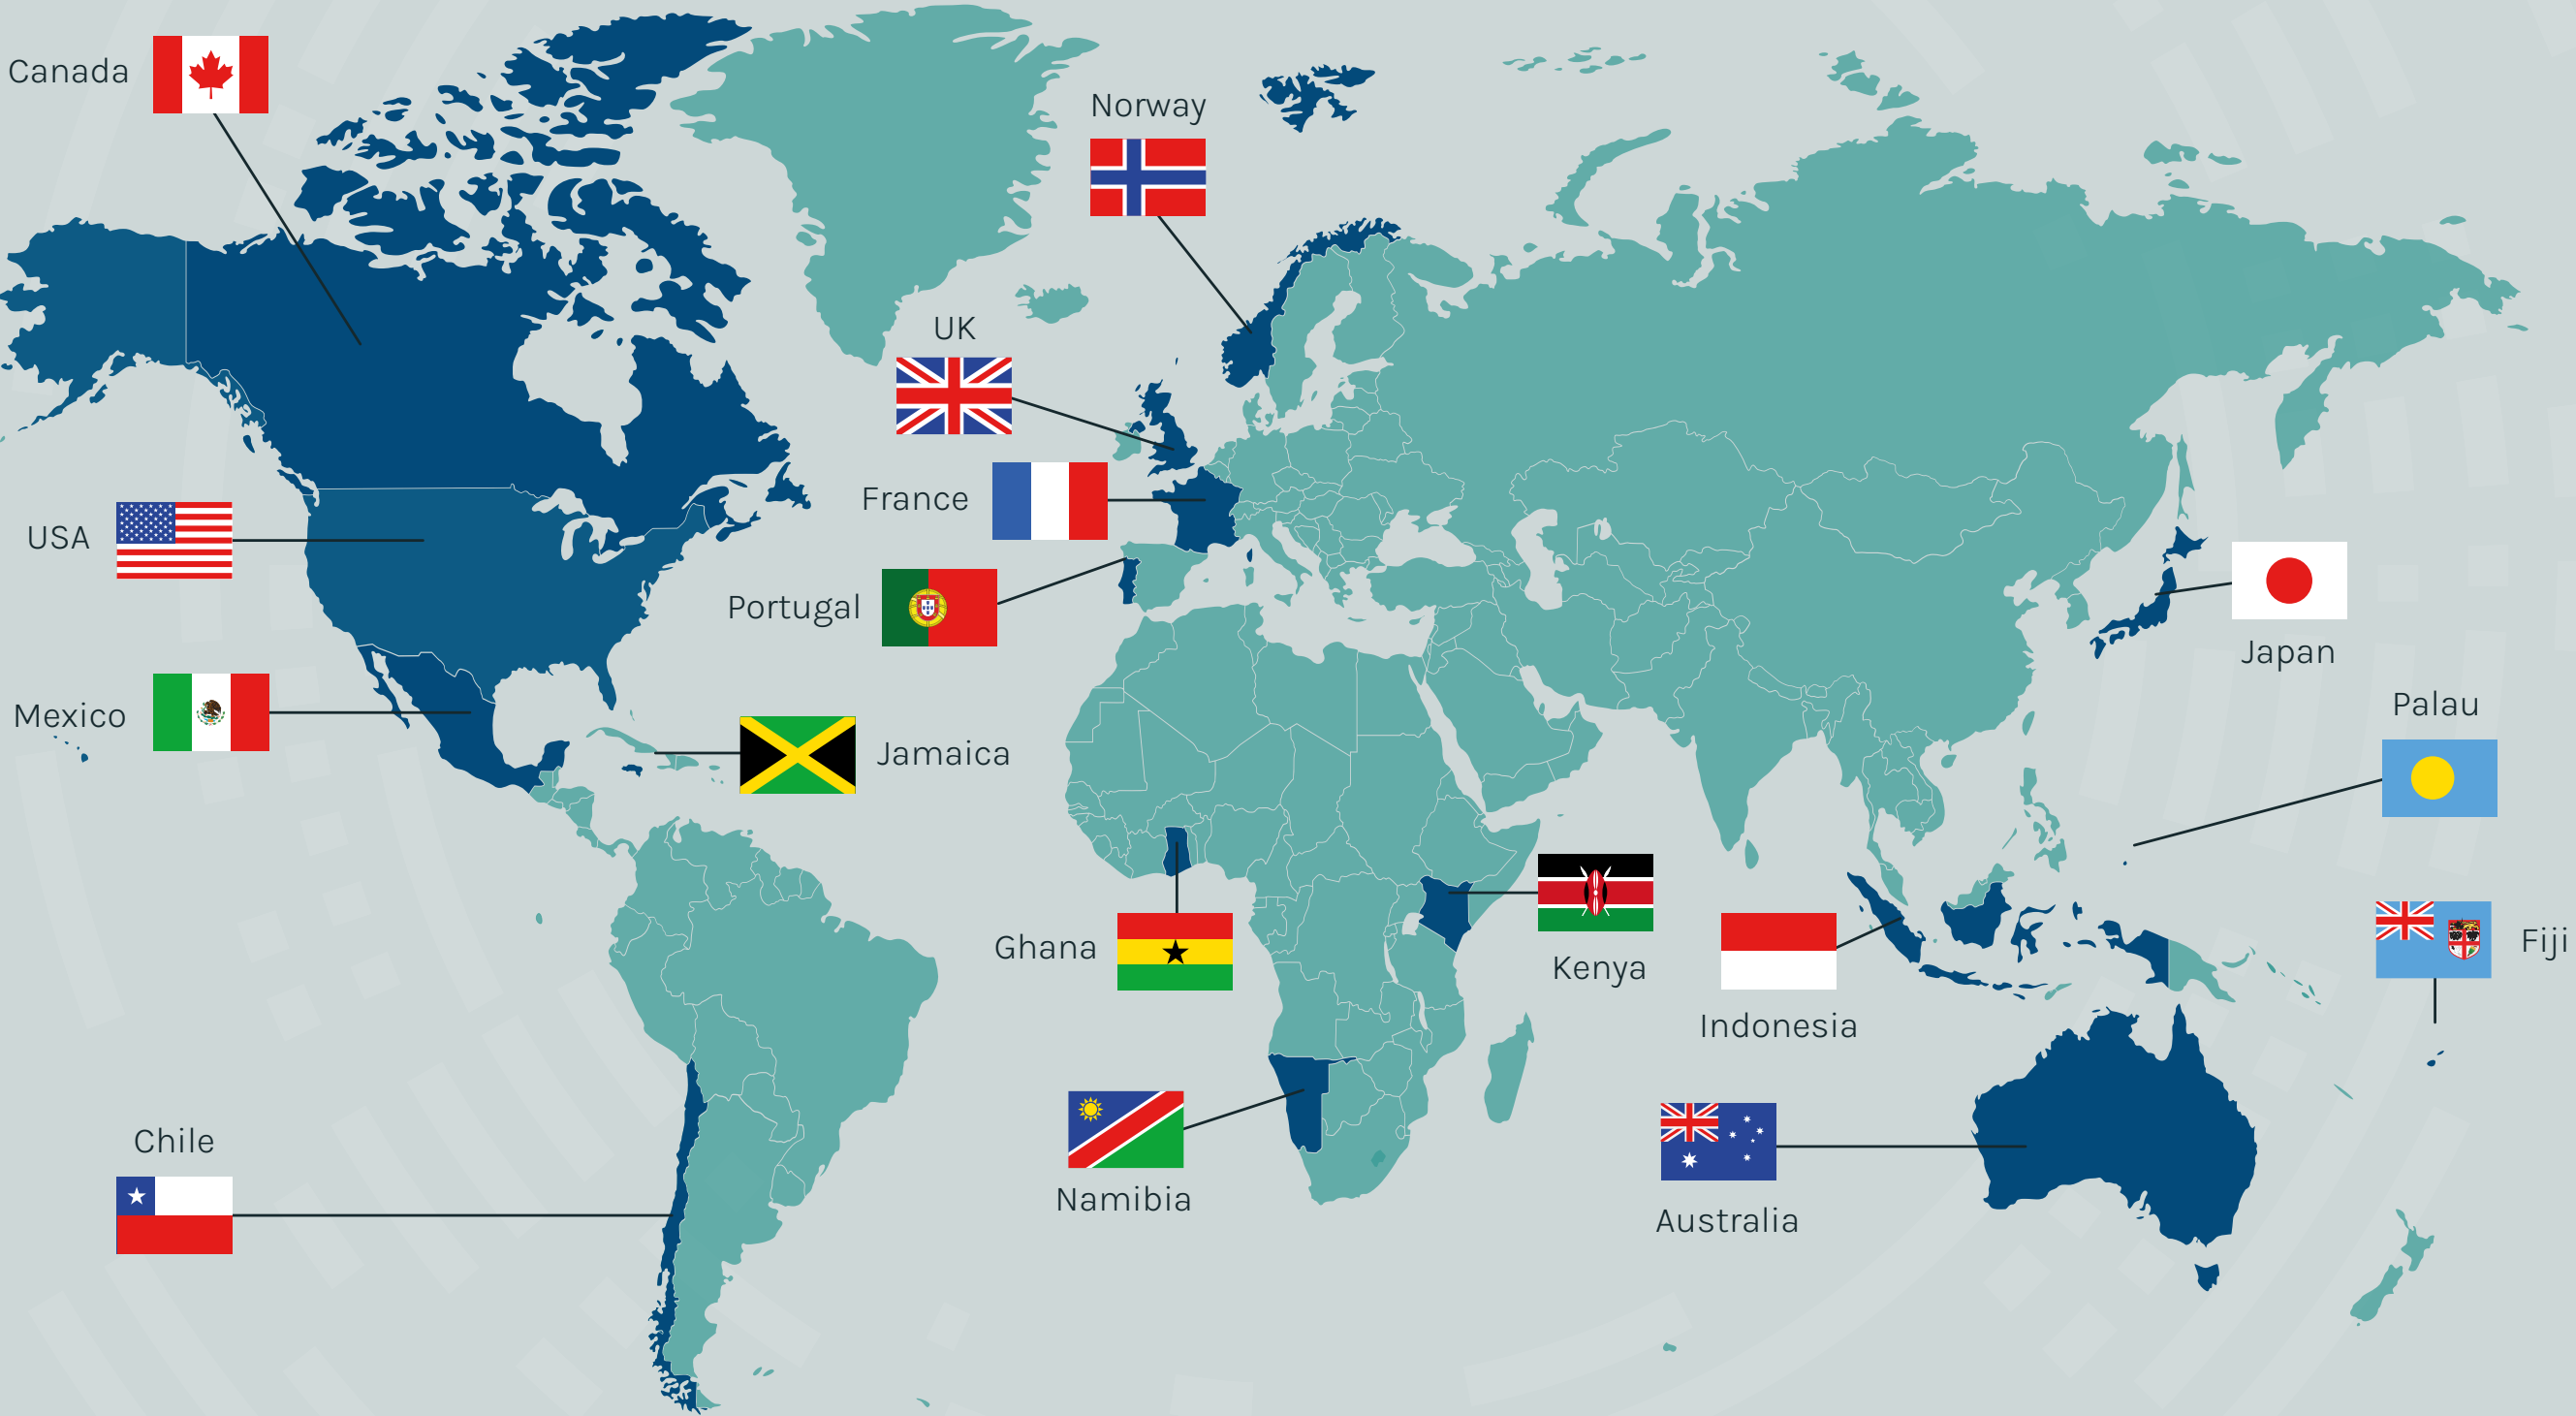 Canada
Norway
UK
France
USA
Portugal
Japan
Mexico
Palau
Jamaica
Ghana
Kenya
Fiji
Indonesia
Chile
Namibia
Australia